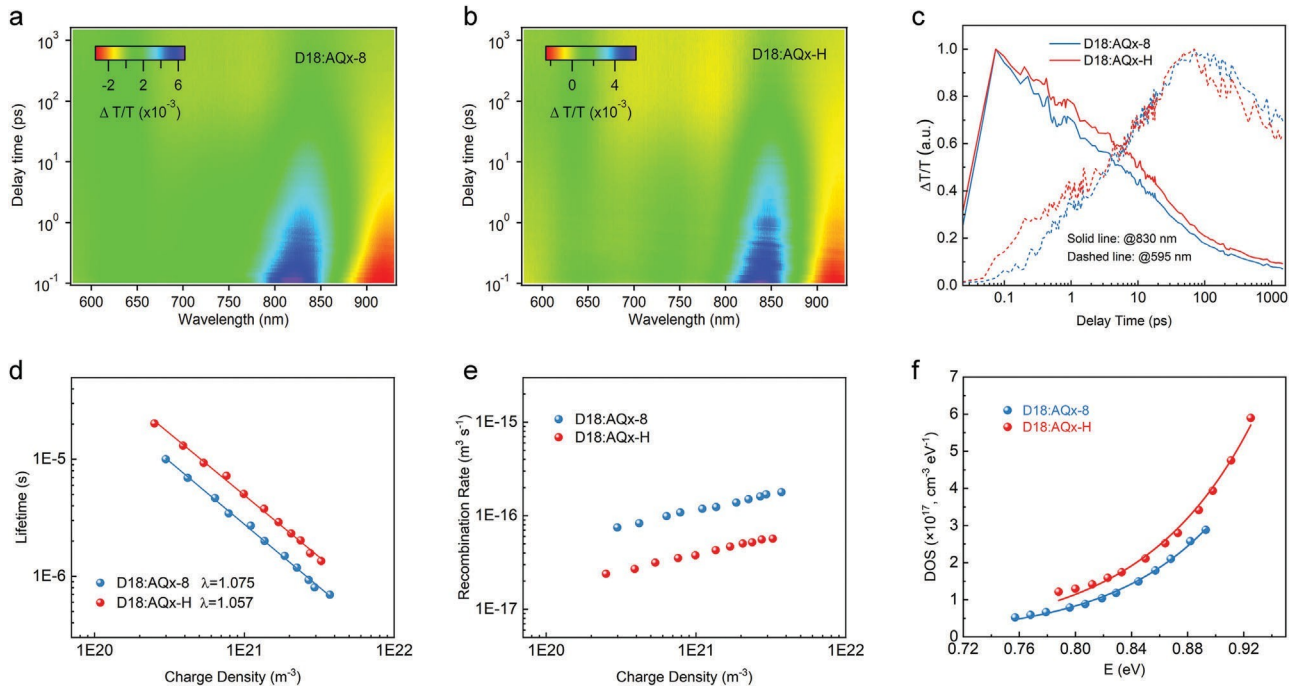 a
10³
10²
10¹
10⁰
10⁻¹
Delay time (ps)
-2 2 6
Δ T/T (x10⁻³)
D18:AQx-8
600 650 700 750 800 850 900
Wavelength (nm)
b
10³
10²
10¹
10⁰
10⁻¹
Delay time (ps)
0 4
Δ T/T (x10⁻³)
D18:AQx-H
600 650 700 750 800 850 900
Wavelength (nm)
c
1.0
0.8
0.6
0.4
0.2
0.0
ΔT/T (a.u.)
D18:AQx-8
D18:AQx-H
Solid line: @830 nm
Dashed line: @595 nm
0.1 1 10 100 1000
Delay Time (ps)
d
1E-5
1E-6
Lifetime (s)
D18:AQx-8 λ=1.075
D18:AQx-H λ=1.057
1E20 1E21 1E22
Charge Density (m⁻³)
e
1E-15
1E-16
1E-17
Recombination Rate (m³ s⁻¹)
D18:AQx-8
D18:AQx-H
1E20 1E21 1E22
Charge Density (m⁻³)
f
7
6
5
4
3
2
1
0
DOS (×10¹⁷, cm⁻³ eV⁻¹)
D18:AQx-8
D18:AQx-H
0.72 0.76 0.80 0.84 0.88 0.92
E (eV)